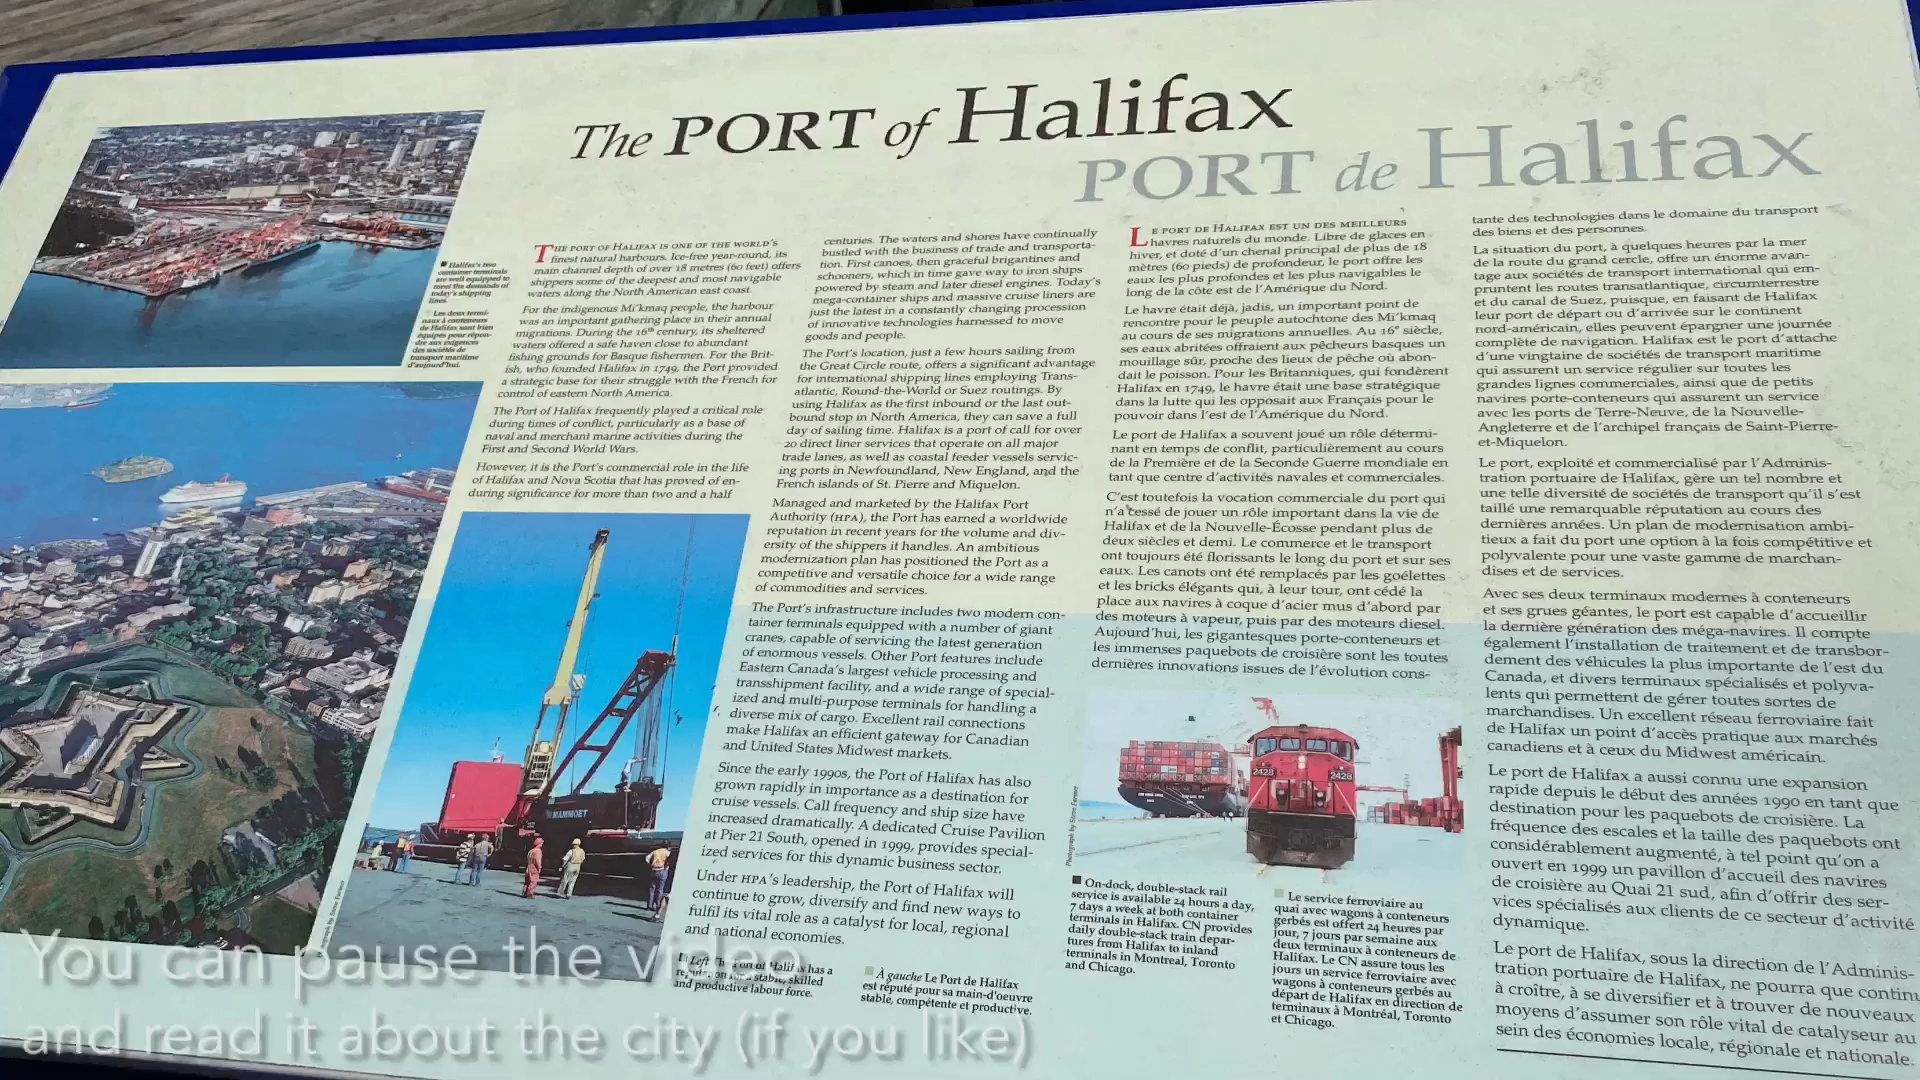 The PORT of Halifax
PORT de Halifax
■ Halifax's two
container terminals
are well equipped to
meet the demands of
today's shipping
lines.
Les deux termi-
naux à conteneurs
de Halifax sont bien
équipés pour répon-
dre aux exigences
des sociétés de
transport maritime
d'aujourd'hui.
THE PORT OF HALIFAX IS ONE OF THE WORLD'S
finest natural harbours. Ice-free year-round, its
main channel depth of over 18 metres (60 feet) offers
shippers some of the deepest and most navigable
waters along the North American east coast.
For the indigenous Mi'kmaq people, the harbour
was an important gathering place in their annual
migrations. During the 16th century, its sheltered
waters offered a safe haven close to abundant
fishing grounds for Basque fishermen. For the Brit-
ish, who founded Halifax in 1749, the Port provided
a strategic base for their struggle with the French for
control of eastern North America.
The Port of Halifax frequently played a critical role
during times of conflict, particularly as a base of
naval and merchant marine activities during the
First and Second World Wars.
However, it is the Port's commercial role in the life
of Halifax and Nova Scotia that has proved of en-
during significance for more than two and a half
centuries. The waters and shores have continually
bustled with the business of trade and transporta-
tion. First canoes, then graceful brigantines and
schooners, which in time gave way to iron ships
powered by steam and later diesel engines. Today's
mega-container ships and massive cruise liners are
just the latest in a constantly changing procession
of innovative technologies harnessed to move
goods and people.
The Port's location, just a few hours sailing from
the Great Circle route, offers a significant advantage
for international shipping lines employing Trans-
atlantic, Round-the-World or Suez routings. By
using Halifax as the first inbound or the last out-
bound stop in North America, they can save a full
day of sailing time. Halifax is a port of call for over
20 direct liner services that operate on all major
trade lanes, as well as coastal feeder vessels servic-
ing ports in Newfoundland, New England, and the
French islands of St. Pierre and Miquelon.
Managed and marketed by the Halifax Port
Authority (HPA), the Port has earned a worldwide
reputation in recent years for the volume and div-
ersity of the shippers it handles. An ambitious
modernization plan has positioned the Port as a
competitive and versatile choice for a wide range
of commodities and services.
The Port's infrastructure includes two modern con-
tainer terminals equipped with a number of giant
cranes, capable of servicing the latest generation
of enormous vessels. Other Port features include
Eastern Canada's largest vehicle processing and
transshipment facility, and a wide range of special-
ized and multi-purpose terminals for handling a
diverse mix of cargo. Excellent rail connections
make Halifax an efficient gateway for Canadian
and United States Midwest markets.
Since the early 1990s, the Port of Halifax has also
grown rapidly in importance as a destination for
cruise vessels. Call frequency and ship size have
increased dramatically. A dedicated Cruise Pavilion
at Pier 21 South, opened in 1999, provides special-
ized services for this dynamic business sector.
Under HPA's leadership, the Port of Halifax will
continue to grow, diversify and find new ways to
fulfil its vital role as a catalyst for local, regional
and national economies.
MAMMOET
■ Left The Port of Halifax has a
reputation for a stable, skilled
and productive labour force.
À gauche Le Port de Halifax
est réputé pour sa main-d'oeuvre
stable, compétente et productive.
LE PORT DE HALIFAX EST UN DES MEILLEURS
havres naturels du monde. Libre de glaces en
hiver, et doté d'un chenal principal de plus de 18
mètres (60 pieds) de profondeur, le port offre les
eaux les plus profondes et les plus navigables le
long de la côte est de l'Amérique du Nord.
Le havre était déjà, jadis, un important point de
rencontre pour le peuple autochtone des Mi'kmaq
au cours de ses migrations annuelles. Au 16e siècle,
ses eaux abritées offraient aux pêcheurs basques un
mouillage sûr, proche des lieux de pêche où abon-
dait le poisson. Pour les Britanniques, qui fondèrent
Halifax en 1749, le havre était une base stratégique
dans la lutte qui les opposait aux Français pour le
pouvoir dans l'est de l'Amérique du Nord.
Le port de Halifax a souvent joué un rôle détermi-
nant en temps de conflit, particulièrement au cours
de la Première et de la Seconde Guerre mondiale en
tant que centre d'activités navales et commerciales.
C'est toutefois la vocation commerciale du port qui
n'a cessé de jouer un rôle important dans la vie de
Halifax et de la Nouvelle-Écosse pendant plus de
deux siècles et demi. Le commerce et le transport
ont toujours été florissants le long du port et sur ses
eaux. Les canots ont été remplacés par les goélettes
et les bricks élégants qui, à leur tour, ont cédé la
place aux navires à coque d'acier mus d'abord par
des moteurs à vapeur, puis par des moteurs diesel.
Aujourd'hui, les gigantesques porte-conteneurs et
les immenses paquebots de croisière sont les toutes
dernières innovations issues de l'évolution cons-
tante des technologies dans le domaine du transport
des biens et des personnes.
La situation du port, à quelques heures par la mer
de la route du grand cercle, offre un énorme avan-
tage aux sociétés de transport international qui em-
pruntent les routes transatlantique, circumterrestre
et du canal de Suez, puisque, en faisant de Halifax
leur port de départ ou d'arrivée sur le continent
nord-américain, elles peuvent épargner une journée
complète de navigation. Halifax est le port d'attache
d'une vingtaine de sociétés de transport maritime
qui assurent un service régulier sur toutes les
grandes lignes commerciales, ainsi que de petits
navires porte-conteneurs qui assurent un service
avec les ports de Terre-Neuve, de la Nouvelle-
Angleterre et de l'archipel français de Saint-Pierre-
et-Miquelon.
Le port, exploité et commercialisé par l'Adminis-
tration portuaire de Halifax, gère un tel nombre et
une telle diversité de sociétés de transport qu'il s'est
taillé une remarquable réputation au cours des
dernières années. Un plan de modernisation ambi-
tieux a fait du port une option à la fois compétitive et
polyvalente pour une vaste gamme de marchan-
dises et de services.
Avec ses deux terminaux modernes à conteneurs
et ses grues géantes, le port est capable d'accueillir
la dernière génération des méga-navires. Il compte
également l'installation de traitement et de transbor-
dement des véhicules la plus importante de l'est du
Canada, et divers terminaux spécialisés et polyva-
lents qui permettent de gérer toutes sortes de
marchandises. Un excellent réseau ferroviaire fait
de Halifax un point d'accès pratique aux marchés
canadiens et à ceux du Midwest américain.
Le port de Halifax a aussi connu une expansion
rapide depuis le début des années 1990 en tant que
destination pour les paquebots de croisière. La
fréquence des escales et la taille des paquebots ont
considérablement augmenté, à tel point qu'on a
ouvert en 1999 un pavillon d'accueil des navires
de croisière au Quai 21 sud, afin d'offrir des ser-
vices spécialisés aux clients de ce secteur d'activité
dynamique.
Le port de Halifax, sous la direction de l'Adminis-
tration portuaire de Halifax, ne pourra que continu
à croître, à se diversifier et à trouver de nouveaux
moyens d'assumer son rôle vital de catalyseur au
sein des économies locale, régionale et nationale.
2428 2428
Photograph by Steve Farmer
■ On-dock, double-stack rail
service is available 24 hours a day,
7 days a week at both container
terminals in Halifax. CN provides
daily double-stack train depar-
tures from Halifax to inland
terminals in Montreal, Toronto
and Chicago.
Le service ferroviaire au
quai avec wagons à conteneurs
gerbés est offert 24 heures par
jour, 7 jours par semaine aux
deux terminaux à conteneurs de
Halifax. Le CN assure tous les
jours un service ferroviaire avec
wagons à conteneurs gerbés au
départ de Halifax en direction de
terminaux à Montréal, Toronto
et Chicago.
You can pause the video
and read it about the city (if you like)